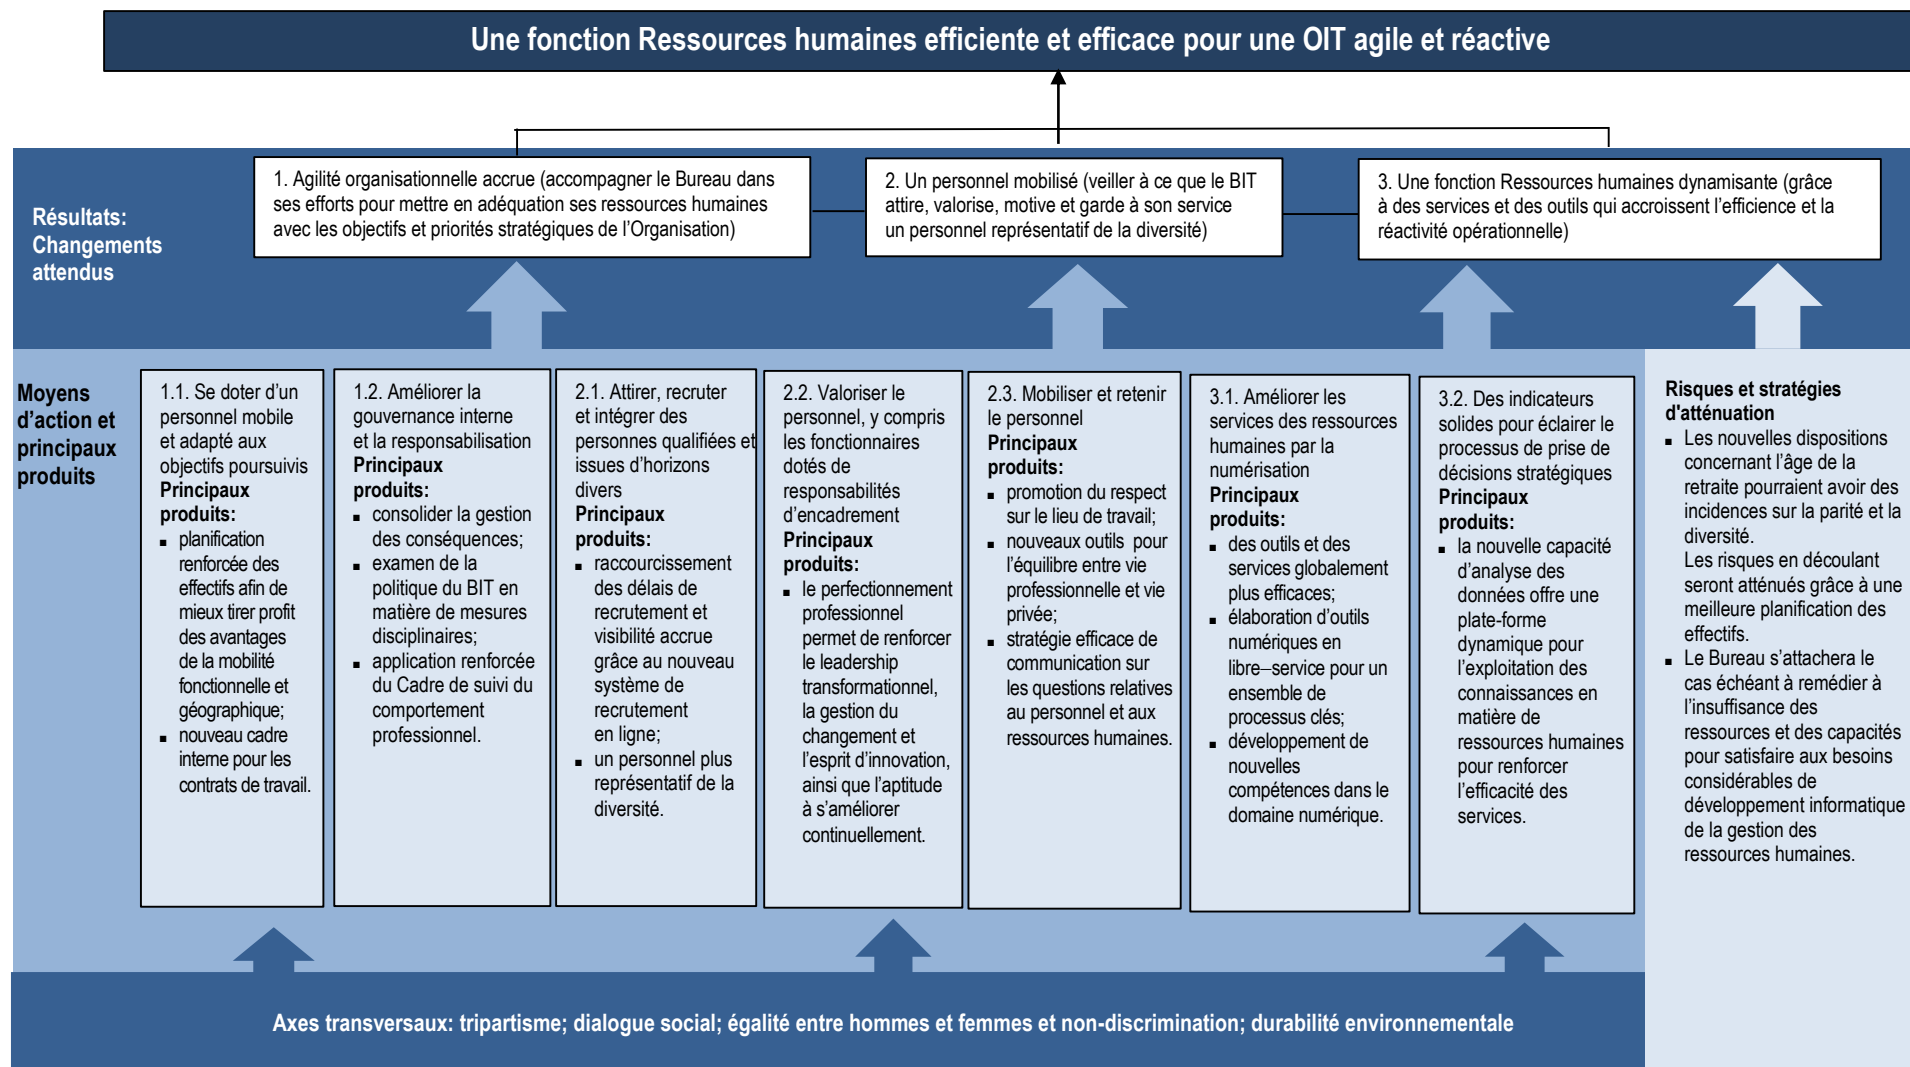 Une fonction Ressources humaines efficiente et efficace pour une OIT agile et réactive
Résultats:
Changements
attendus
1. Agilité organisationnelle accrue (accompagner le Bureau dans
ses efforts pour mettre en adéquation ses ressources humaines
avec les objectifs et priorités stratégiques de l’Organisation)
2. Un personnel mobilisé (veiller à ce que le BIT
attire, valorise, motive et garde à son service
un personnel représentatif de la diversité)
3. Une fonction Ressources humaines dynamisante (grâce
à des services et des outils qui accroissent l’efficience et la
réactivité opérationnelle)
Moyens
d’action et
principaux
produits
1.1. Se doter d’un
personnel mobile
et adapté aux
objectifs poursuivis
Principaux
produits:
▪ planification
renforcée des
effectifs afin de
mieux tirer profit
des avantages
de la mobilité
fonctionnelle et
géographique;
▪ nouveau cadre
interne pour les
contrats de travail.
1.2. Améliorer la
gouvernance interne
et la responsabilisation
Principaux
produits:
▪ consolider la gestion
des conséquences;
▪ examen de la
politique du BIT en
matière de mesures
disciplinaires;
▪ application renforcée
du Cadre de suivi du
comportement
professionnel.
2.1. Attirer, recruter
et intégrer des
personnes qualifiées et
issues d’horizons
divers
Principaux
produits:
▪ raccourcissement
des délais de
recrutement et
visibilité accrue
grâce au nouveau
système de
recrutement
en ligne;
▪ un personnel plus
représentatif de la
diversité.
2.2. Valoriser le
personnel, y compris
les fonctionnaires
dotés de
responsabilités
d’encadrement
Principaux
produits:
▪ le perfectionnement
professionnel
permet de renforcer
le leadership
transformationnel,
la gestion du
changement et
l’esprit d’innovation,
ainsi que l’aptitude
à s’améliorer
continuellement.
2.3. Mobiliser et retenir
le personnel
Principaux
produits:
▪ promotion du respect
sur le lieu de travail;
▪ nouveaux outils pour
l’équilibre entre vie
professionnelle et vie
privée;
▪ stratégie efficace de
communication sur
les questions relatives
au personnel et aux
ressources humaines.
3.1. Améliorer les
services des ressources
humaines par la
numérisation
Principaux
produits:
▪ des outils et des
services globalement
plus efficaces;
▪ élaboration d’outils
numériques en
libre–service pour un
ensemble de
processus clés;
▪ développement de
nouvelles
compétences dans le
domaine numérique.
3.2. Des indicateurs
solides pour éclairer le
processus de prise de
décisions stratégiques
Principaux
produits:
▪ la nouvelle capacité
d’analyse des
données offre une
plate-forme
dynamique pour
l’exploitation des
connaissances en
matière de
ressources humaines
pour renforcer
l’efficacité des
services.
Risques et stratégies
d'atténuation
▪ Les nouvelles dispositions
concernant l’âge de la
retraite pourraient avoir des
incidences sur la parité et la
diversité.
Les risques en découlant
seront atténués grâce à une
meilleure planification des
effectifs.
▪ Le Bureau s’attachera le
cas échéant à remédier à
l’insuffisance des
ressources et des capacités
pour satisfaire aux besoins
considérables de
développement informatique
de la gestion des
ressources humaines.
Axes transversaux: tripartisme; dialogue social; égalité entre hommes et femmes et non-discrimination; durabilité environnementale